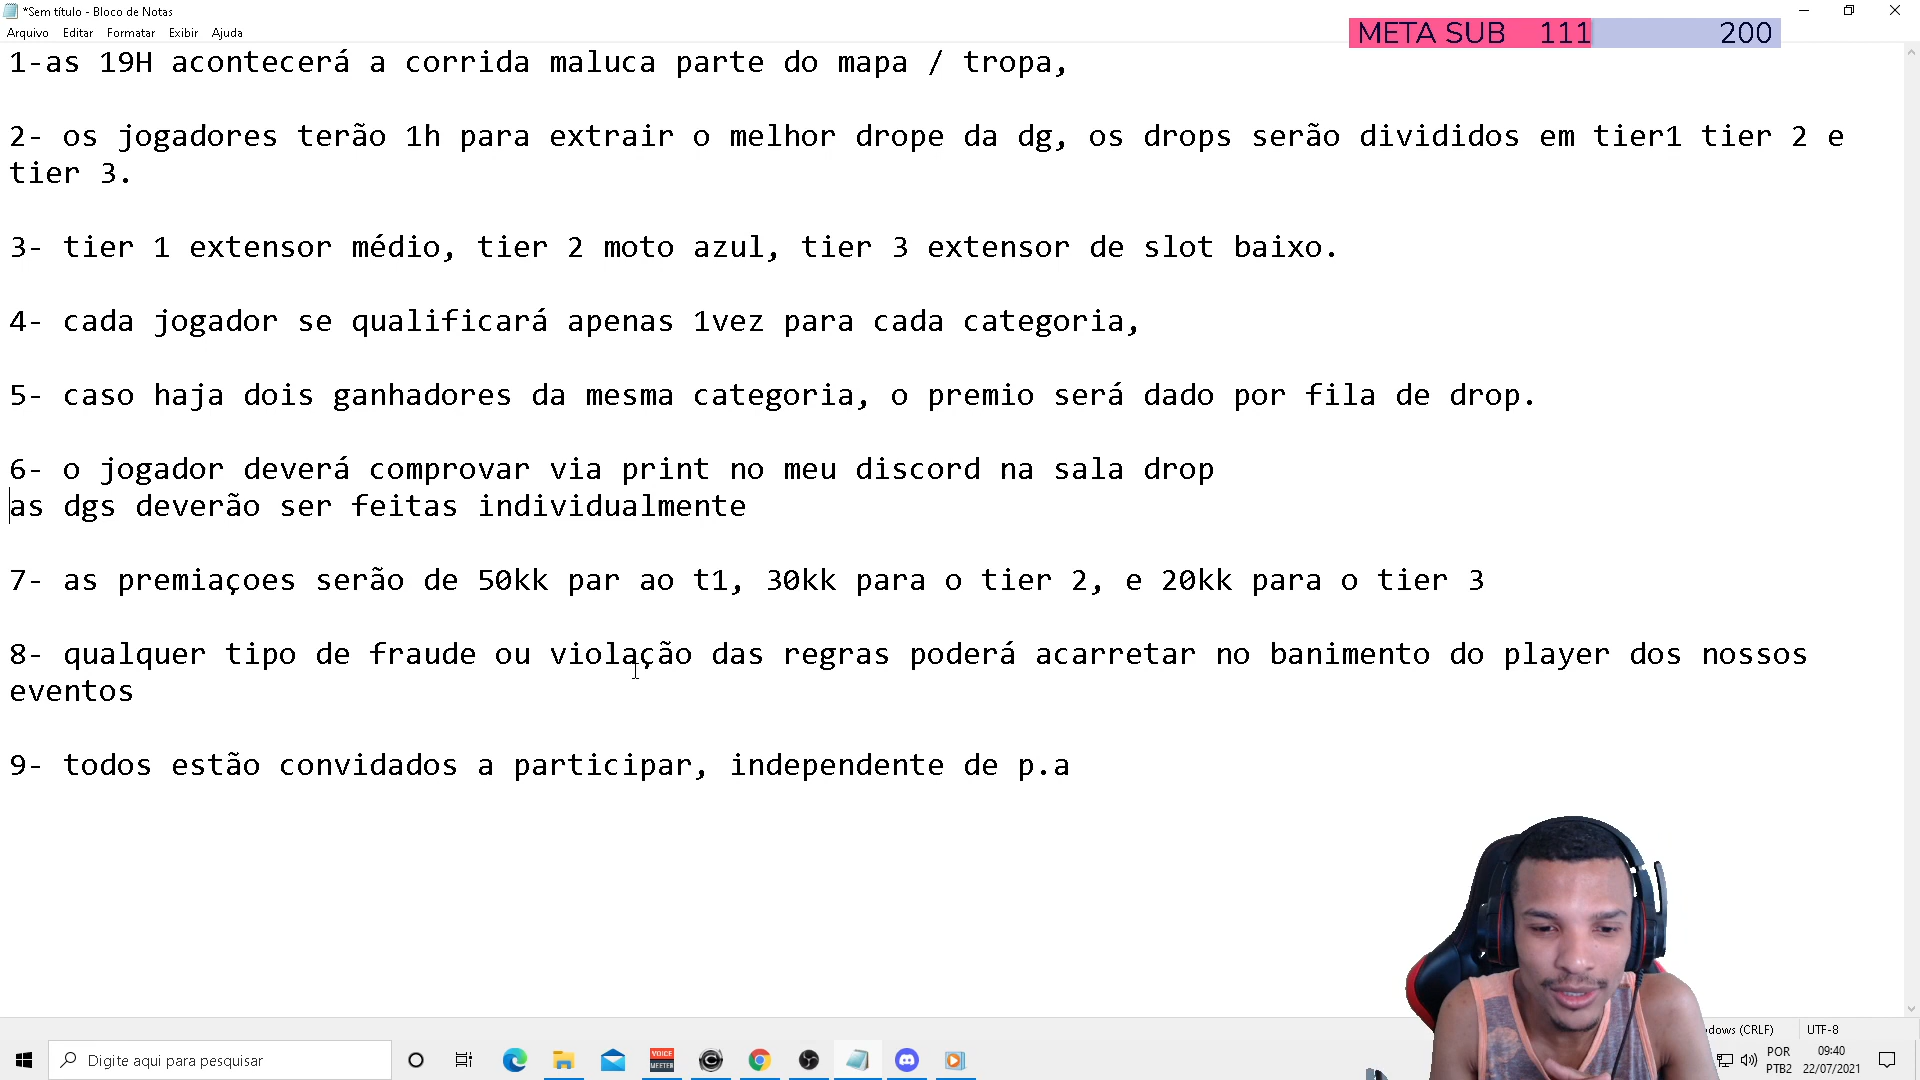 *Sem título - Bloco de Notas
Arquivo Editar Formatar Exibir Ajuda
META SUB 111 200
1-as 19H acontecerá a corrida maluca parte do mapa / tropa,
2- os jogadores terão 1h para extrair o melhor drope da dg, os drops serão divididos em tier1 tier 2 e
tier 3.
3- tier 1 extensor médio, tier 2 moto azul, tier 3 extensor de slot baixo.
4- cada jogador se qualificará apenas 1vez para cada categoria,
5- caso haja dois ganhadores da mesma categoria, o premio será dado por fila de drop.
6- o jogador deverá comprovar via print no meu discord na sala drop
as dgs deverão ser feitas individualmente
7- as premiaçoes serão de 50kk par ao t1, 30kk para o tier 2, e 20kk para o tier 3
8- qualquer tipo de fraude ou violação das regras poderá acarretar no banimento do player dos nossos
eventos
9- todos estão convidados a participar, independente de p.a
dows (CRLF) UTF-8
Digite aqui para pesquisar
VOICE
MEETER
POR
PTB2
09:40
22/07/2021